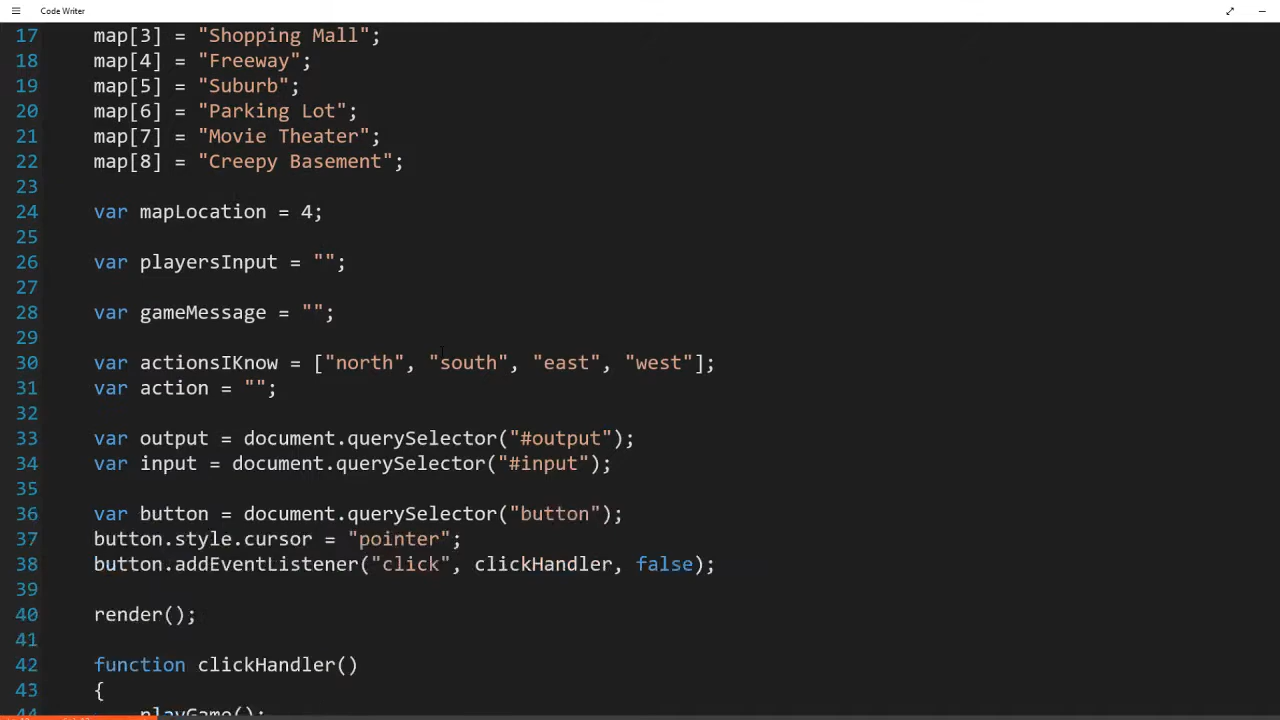 Code Writer
17 map[3] = "Shopping Mall";
18 map[4] = "Freeway";
19 map[5] = "Suburb";
20 map[6] = "Parking Lot";
21 map[7] = "Movie Theater";
22 map[8] = "Creepy Basement";
23
24 var mapLocation = 4;
25
26 var playersInput = "";
27
28 var gameMessage = "";
29
30 var actionsIKnow = ["north", "south", "east", "west"];
31 var action = "";
32
33 var output = document.querySelector("#output");
34 var input = document.querySelector("#input");
35
36 var button = document.querySelector("button");
37 button.style.cursor = "pointer";
38 button.addEventListener("click", clickHandler, false);
39
40 render();
41
42 function clickHandler()
43 {
44 playGame();